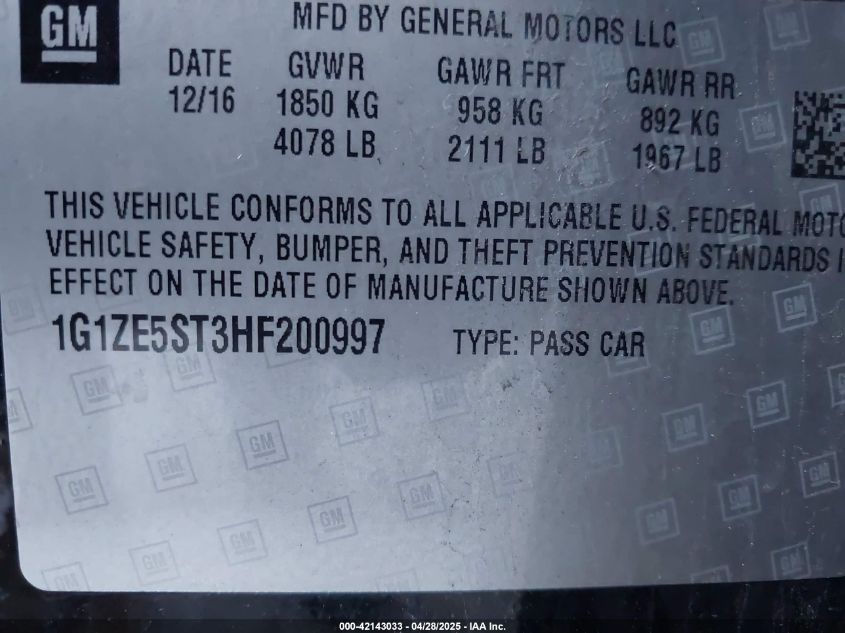 GM
MFD BY GENERAL MOTORS LLC
DATE GVWR GAWR FRT GAWR RR
12/16 1850 KG 958 KG 892 KG
4078 LB 2111 LB 1967 LB
THIS VEHICLE CONFORMS TO ALL APPLICABLE U.S. FEDERAL
VEHICLE SAFETY, BUMPER, AND THEFT PREVENTION STANDARDS
EFFECT ON THE DATE OF MANUFACTURE SHOWN ABOVE.
1G1ZE5ST3HF200997 TYPE: PASS CAR
000-42143033 - 04/28/2025 - IAA Inc.